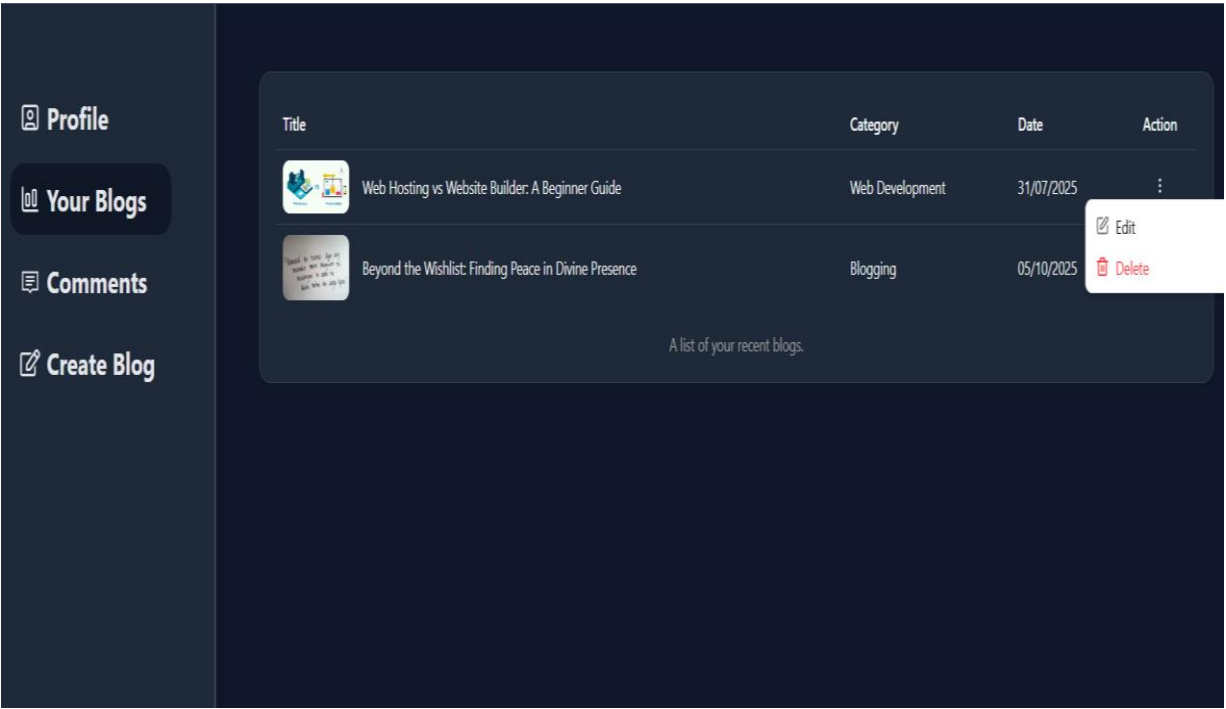 Profile
Your Blogs
Comments
Create Blog
Title Category Date Action
Web Hosting vs Website Builder: A Beginner Guide Web Development 31/07/2025
Edit
Beyond the Wishlist: Finding Peace in Divine Presence Blogging 05/10/2025
Delete
A list of your recent blogs.